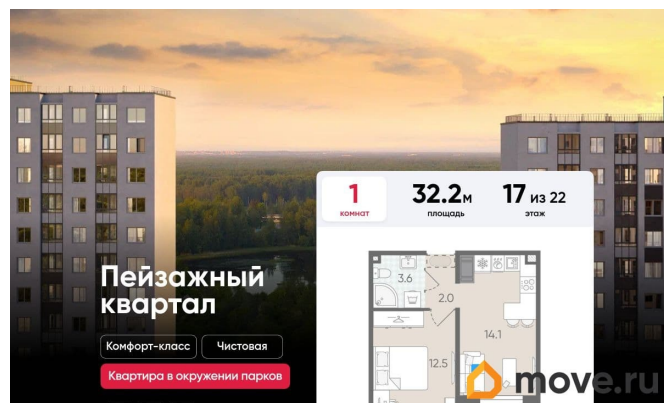 1
комнат
32.2м
площадь
17 из 22
этаж
Пейзажный
квартал
Комфорт-класс
Чистовая
Квартира в окружении парков
3.6
2.0
14.1
12.5
move.ru